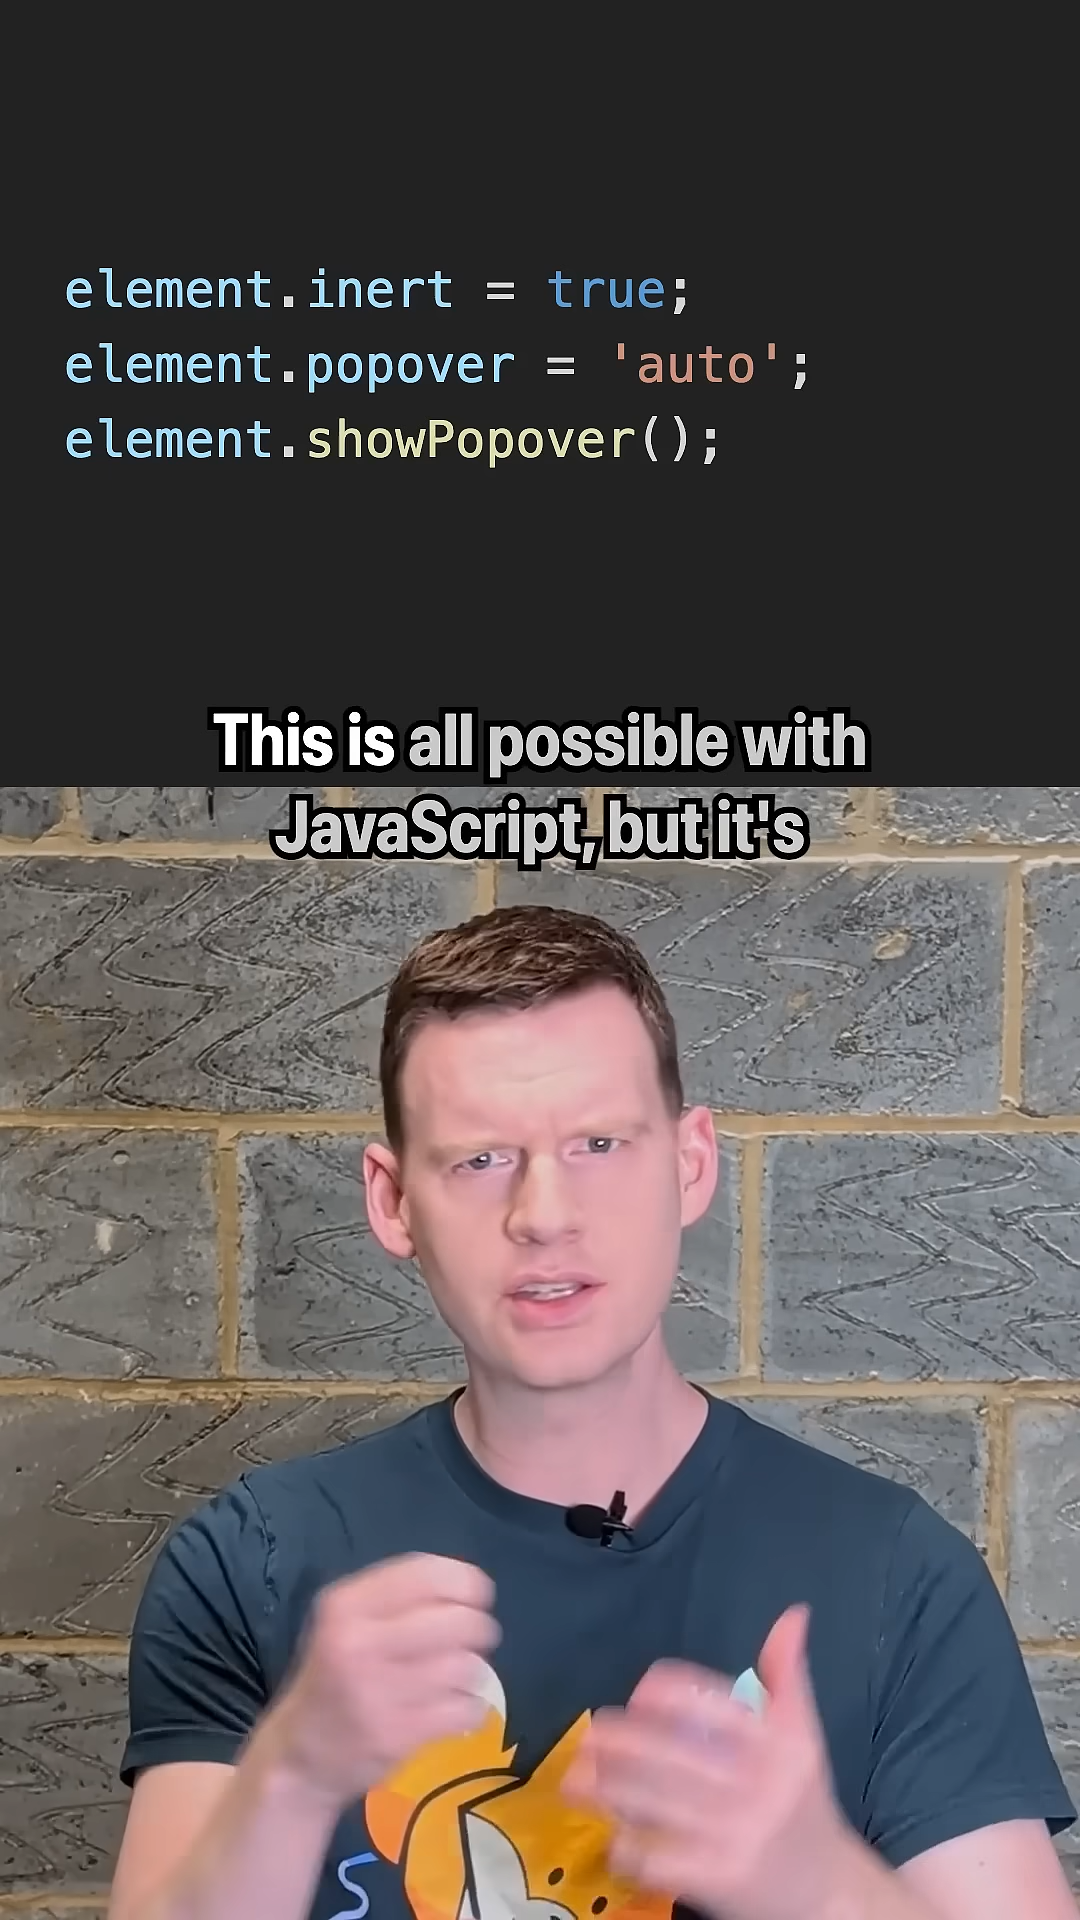 element.inert = true;
element.popover = 'auto';
element.showPopover();
This is all possible with
JavaScript, but it's